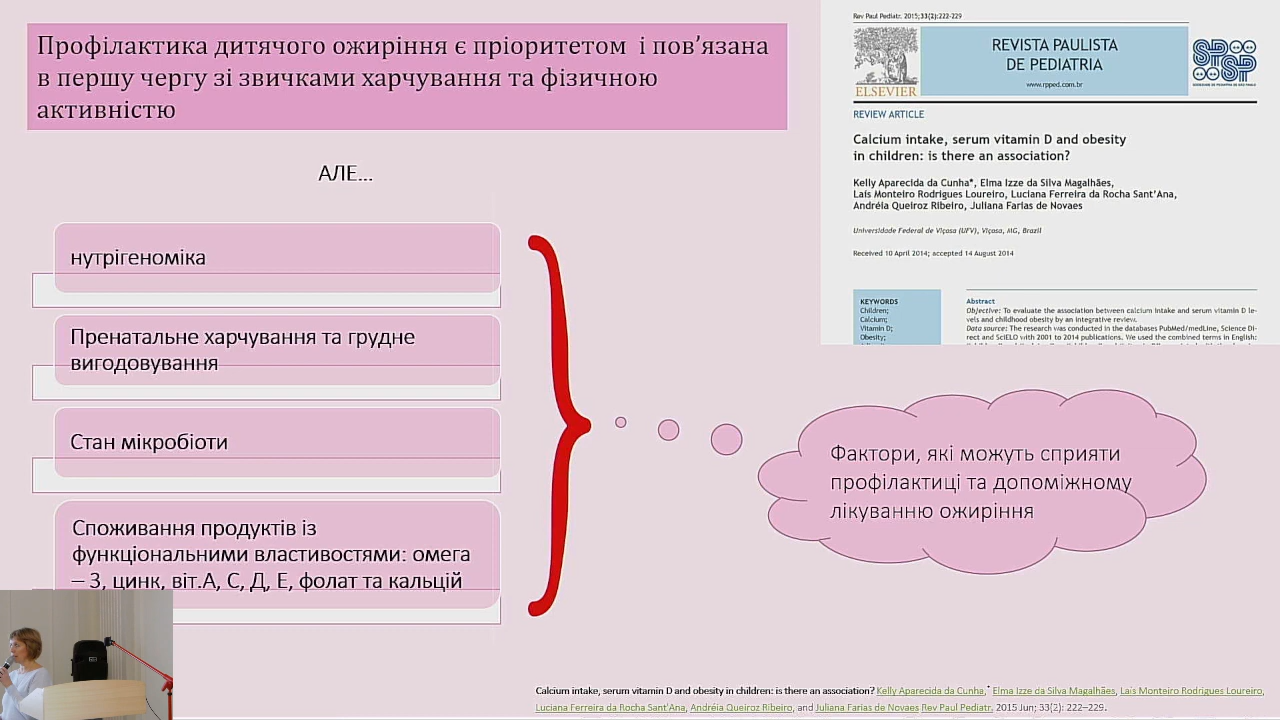 Профілактика дитячого ожиріння є пріоритетом і пов’язана
в першу чергу зі звичками харчування та фізичною
активністю
АЛЕ...
нутрігеноміка
Пренатальне харчування та грудне
вигодовування
Стан мікробіоти
Споживання продуктів із
функціональними властивостями: омега
– 3, цинк, віт.А, С, Д, Е, фолат та кальцій
Фактори, які можуть сприяти
профілактиці та допоміжному
лікуванню ожиріння
Rev Paul Pediatr. 2015;33(2):222-229
ELSEVIER
REVISTA PAULISTA
DE PEDIATRIA
www.rpped.com.br
SPSP
REVIEW ARTICLE
Calcium intake, serum vitamin D and obesity
in children: is there an association?
Kelly Aparecida da Cunha*, Elma Izze da Silva Magalhães,
Laís Monteiro Rodrigues Loureiro, Luciana Ferreira da Rocha Sant’Ana,
Andréia Queiroz Ribeiro, Juliana Farias de Novaes
Universidade Federal de Viçosa (UFV), Viçosa, MG, Brazil
Received 10 April 2014; accepted 14 August 2014
KEYWORDS
Children;
Calcium;
Vitamin D;
Obesity;
Abstract
Objective: To evaluate the association between calcium intake and serum vitamin D le-
vels and childhood obesity by an integrative review.
Data source: The research was conducted in the databases PubMed/medLine, Science Di-
rect and SciELO with 2001 to 2014 publications. We used the combined terms in English:
Calcium intake, serum vitamin D and obesity in children: is there an association? Kelly Aparecida da Cunha,* Elma Izze da Silva Magalhães, Laís Monteiro Rodrigues Loureiro,
Luciana Ferreira da Rocha Sant’Ana, Andréia Queiroz Ribeiro, and Juliana Farias de Novaes Rev Paul Pediatr. 2015 Jun; 33(2): 222–229.